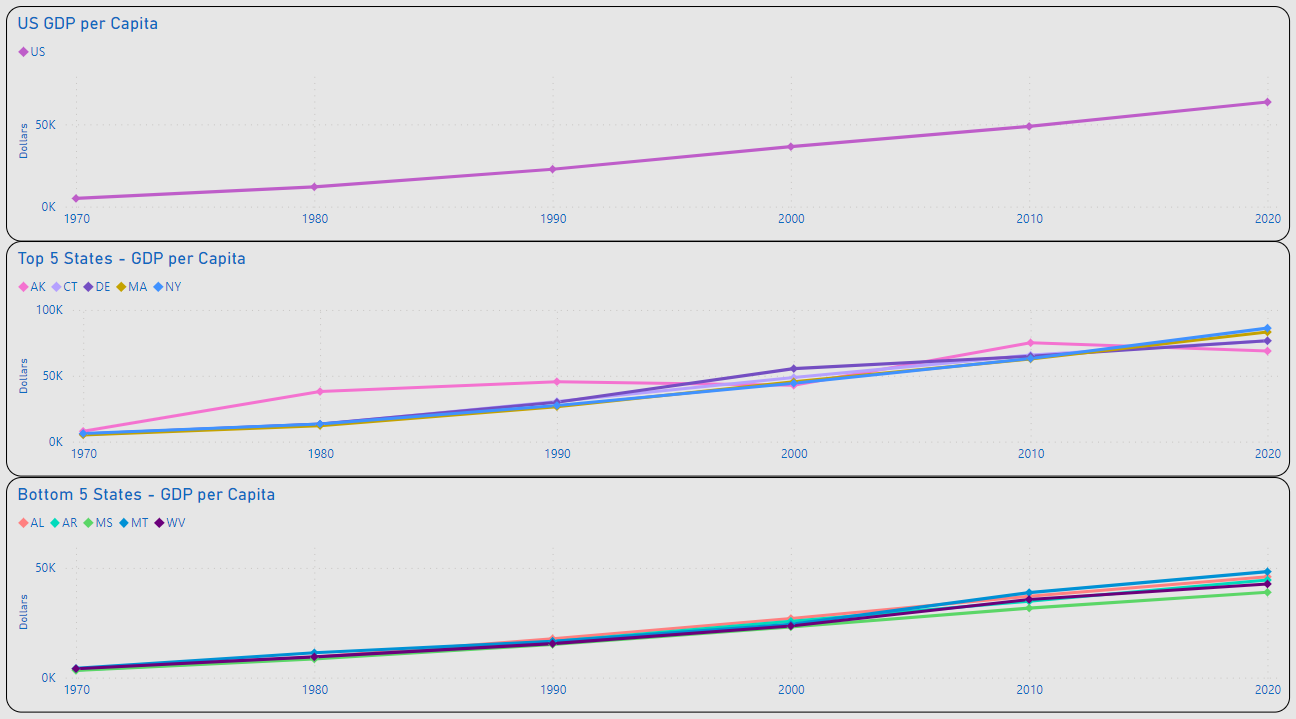 US GDP per Capita
US
50K
Dollars
0K
1970 1980 1990 2000 2010 2020
Top 5 States - GDP per Capita
AK CT DE MA NY
100K
50K
Dollars
0K
1970 1980 1990 2000 2010 2020
Bottom 5 States - GDP per Capita
AL AR MS MT WV
50K
Dollars
0K
1970 1980 1990 2000 2010 2020